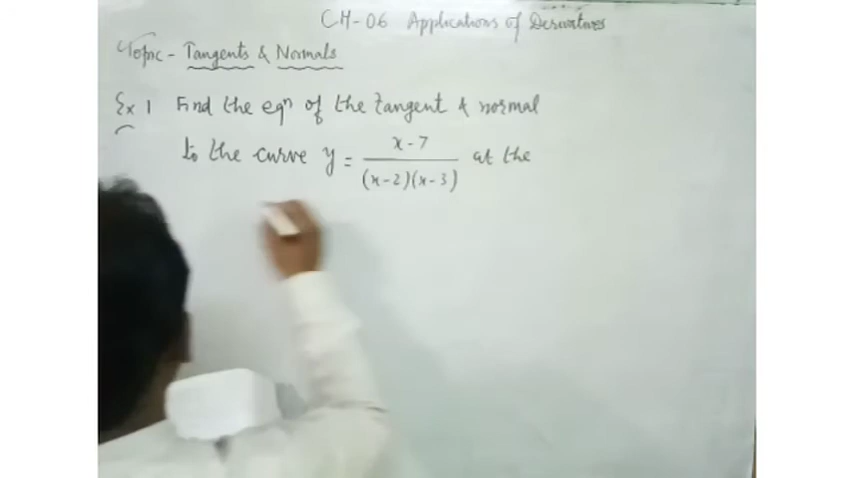 CH-06 Applications of Derivatives
Topic - Tangents & Normals
Ex 1 Find the eqⁿ of the tangent & normal
to the curve y = x-7 / (x-2)(x-3) at the